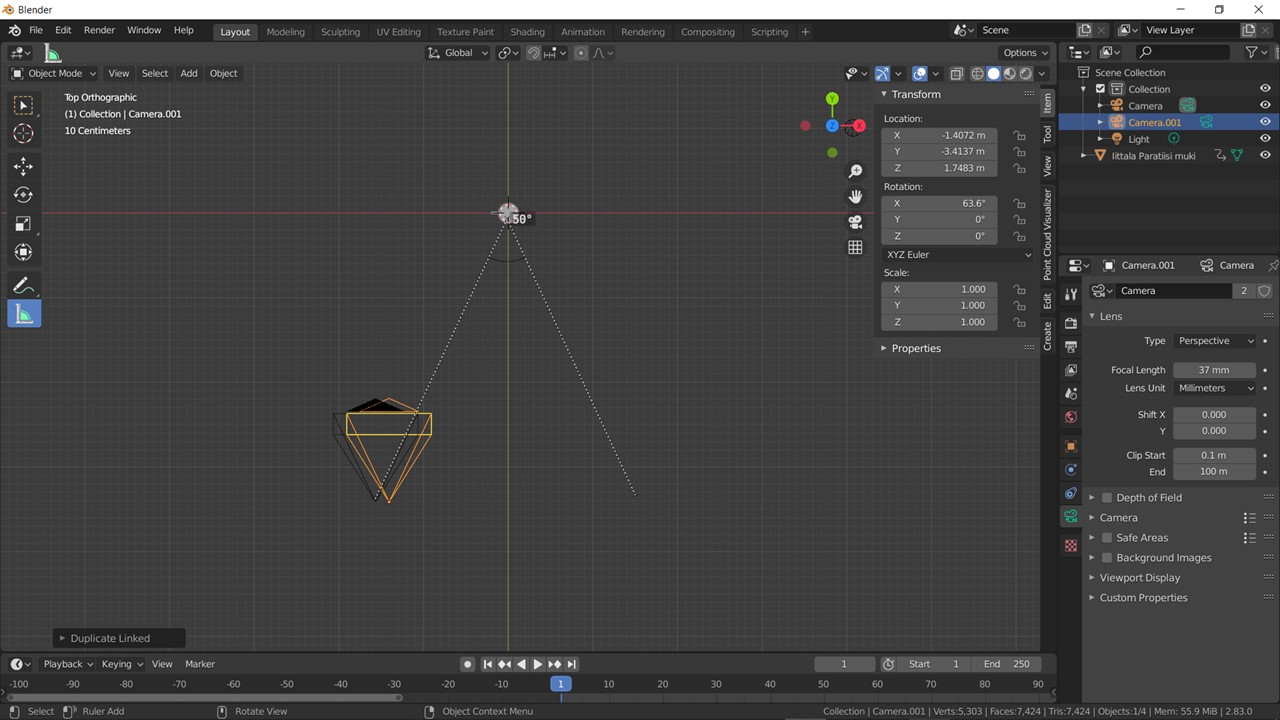 Blender
File Edit Render Window Help Layout Modeling Sculpting UV Editing Texture Paint Shading Animation Rendering Compositing Scripting + Scene View Layer
Global Options
Object Mode View Select Add Object
Top Orthographic
(1) Collection | Camera.001
10 Centimeters
50°
Y
Z
X
Transform
Location:
X -1.4072 m
Y -3.4137 m
Z 1.7483 m
Rotation:
X 63.6°
Y 0°
Z 0°
XYZ Euler
Scale:
X 1.000
Y 1.000
Z 1.000
Properties
Item
Tool
View
Point Cloud Visualizer
Edit
Create
Scene Collection
Collection
Camera
Camera.001
Light
Iittala Paratiisi muki
Camera.001 Camera
Camera 2
Lens
Type Perspective
Focal Length 37 mm
Lens Unit Millimeters
Shift X 0.000
Y 0.000
Clip Start 0.1 m
End 100 m
Depth of Field
Camera
Safe Areas
Background Images
Viewport Display
Custom Properties
Duplicate Linked
Playback Keying View Marker 1 Start 1 End 250
-100 -90 -80 -70 -60 -50 -40 -30 -20 -10 1 10 20 30 40 50 60 70 80 90
Select Ruler Add Rotate View Object Context Menu Collection | Camera.001 | Verts:5,303 | Faces:7,424 | Tris:7,424 | Objects:1/4 | Mem: 55.9 MiB | 2.83.0